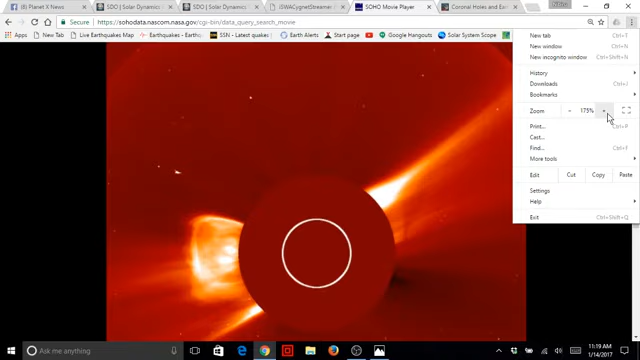 (8) Planet X News
SDO | Solar Dynamics
SDO | Solar Dynamics
iSWACygnetStreamer
SOHO Movie Player
Coronal Holes and Ex
Secure
https://sohodata.nascom.nasa.gov/cgi-bin/data_query_search_movie
Apps
New Tab
Live Earthquakes Map
Earthquakes - Earthq
SSN - Latest quakes
Earth Alerts
Start page
Google
Solar System Scope
New tab Ctrl+T
New window Ctrl+N
New incognito window Ctrl+Shift+N
History
Downloads Ctrl+J
Bookmarks
Zoom - 175% +
Print... Ctrl+P
Cast...
Find... Ctrl+F
More tools
Edit Cut Copy Paste
Settings
Help
Exit Ctrl+Shift+Q
Ask me anything
11:19 AM
1/14/2017